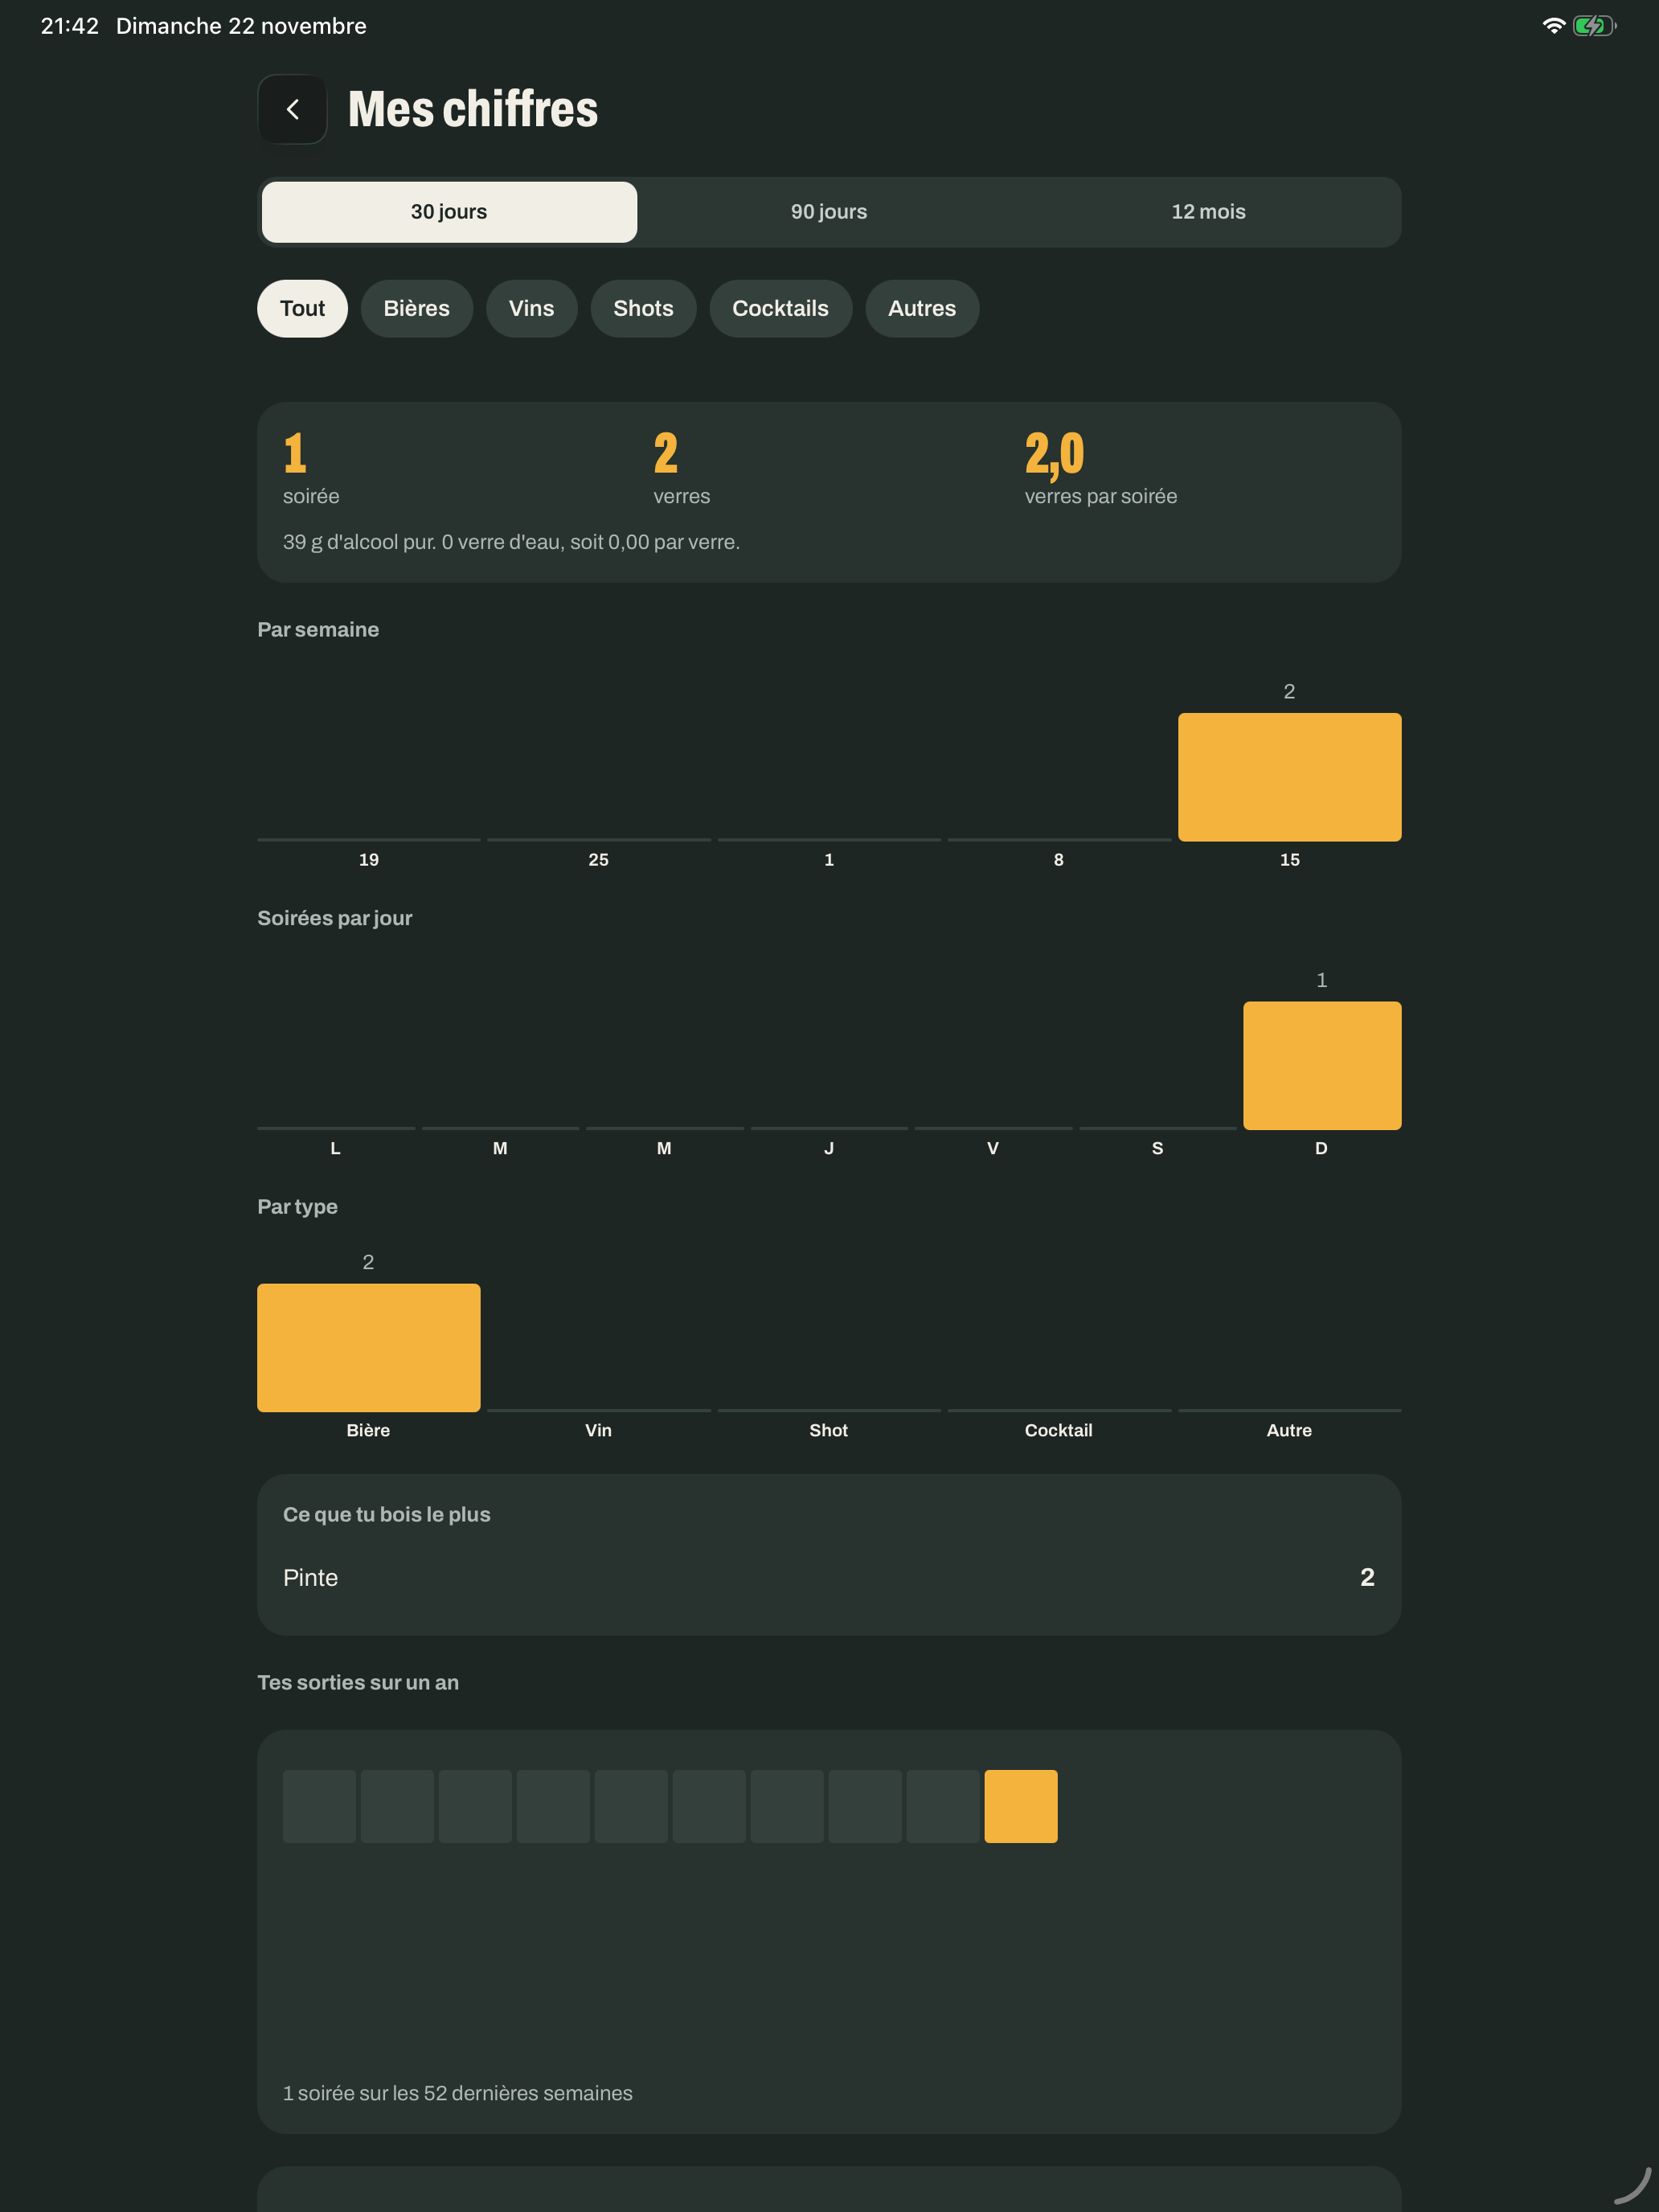 21:42 Dimanche 22 novembre
Mes chiffres
30 jours 90 jours 12 mois
Tout Bières Vins Shots Cocktails Autres
1 2 2,0
soirée verres verres par soirée
39 g d'alcool pur. 0 verre d'eau, soit 0,00 par verre.
Par semaine
2
19 25 1 8 15
Soirées par jour
1
L M M J V S D
Par type
2
Bière Vin Shot Cocktail Autre
Ce que tu bois le plus
Pinte 2
Tes sorties sur un an
1 soirée sur les 52 dernières semaines